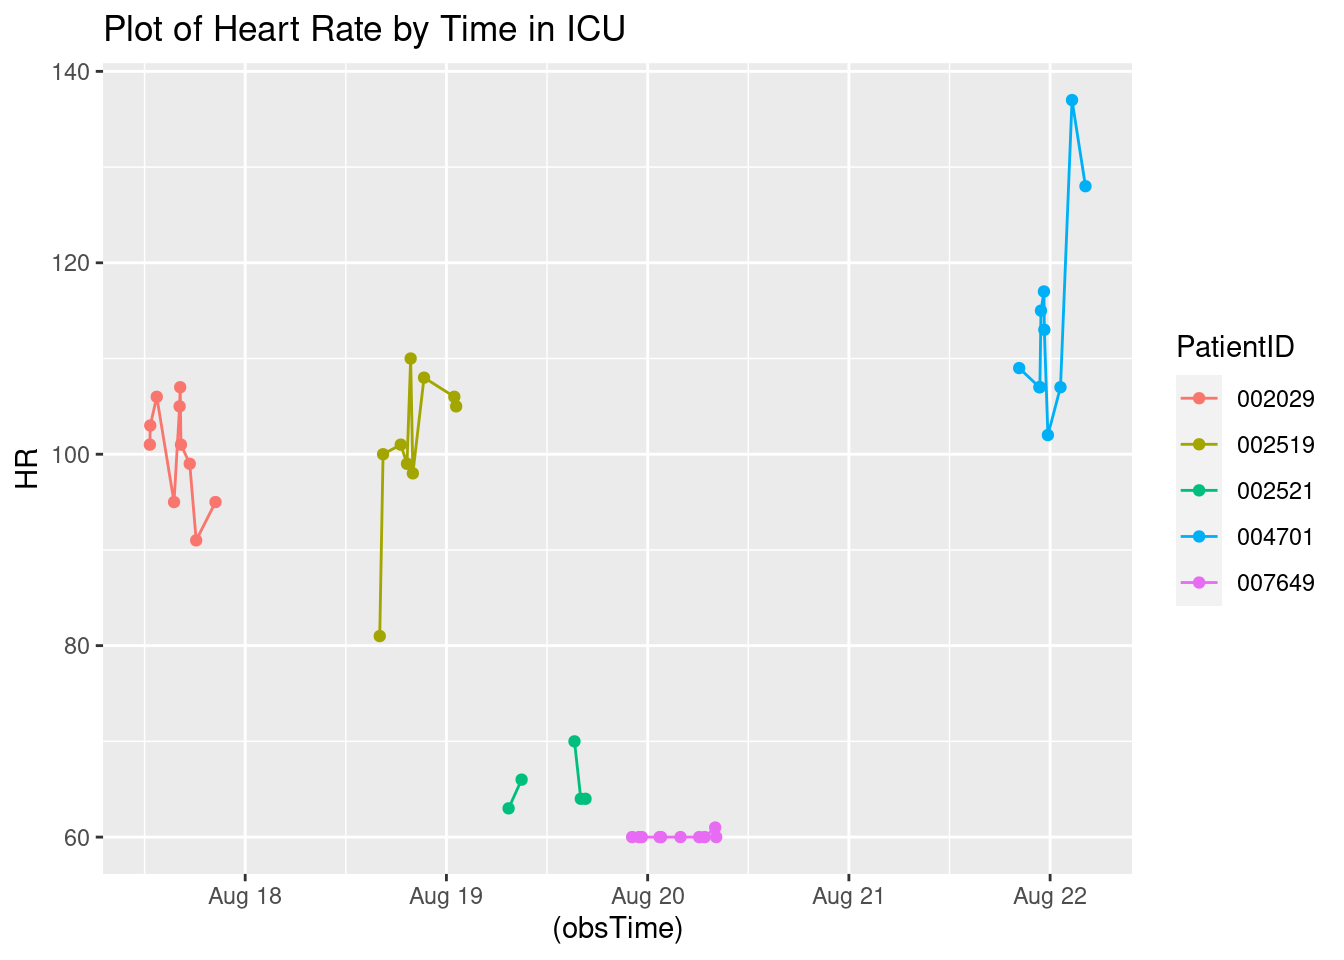 Plot of Heart Rate by Time in ICU
140
120
100
80
60
HR
Aug 18
Aug 19
Aug 20
Aug 21
Aug 22
(obsTime)
PatientID
002029
002519
002521
004701
007649